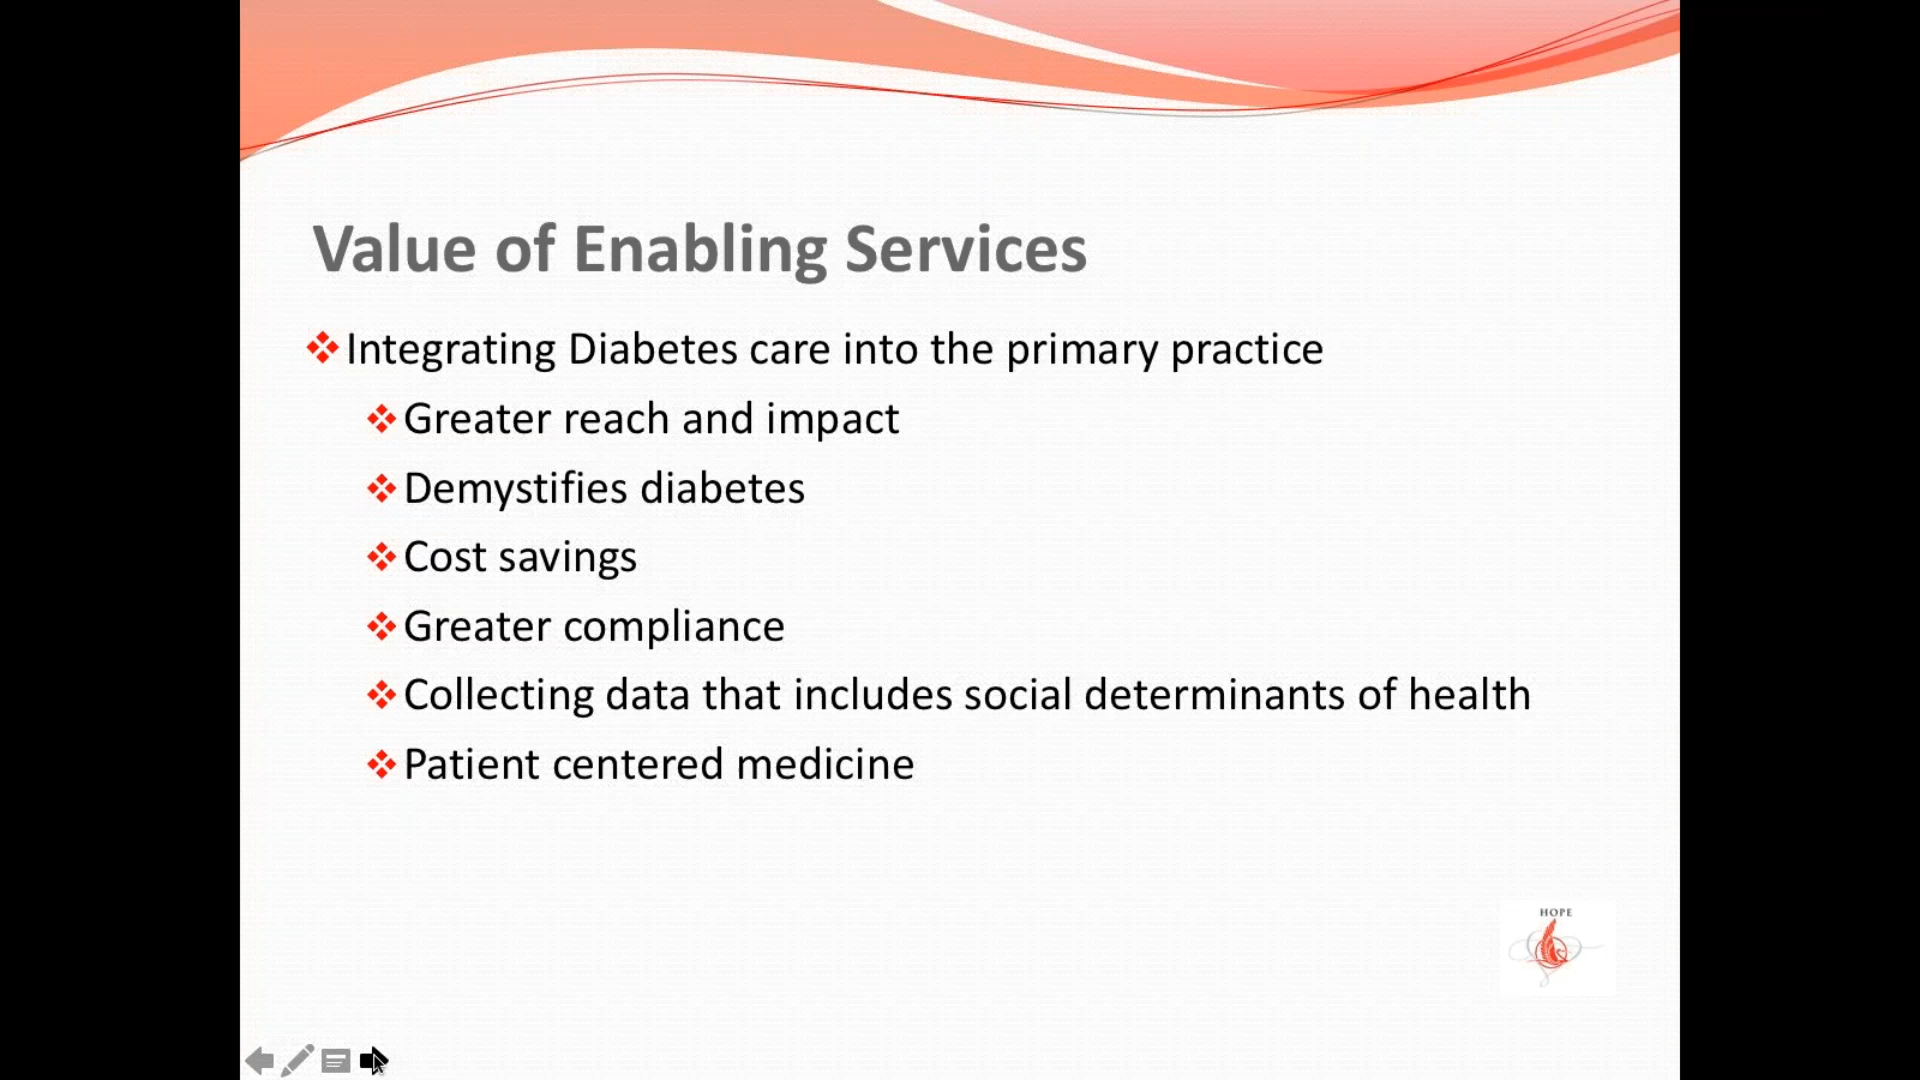 Value of Enabling Services
Integrating Diabetes care into the primary practice
Greater reach and impact
Demystifies diabetes
Cost savings
Greater compliance
Collecting data that includes social determinants of health
Patient centered medicine
HOPE